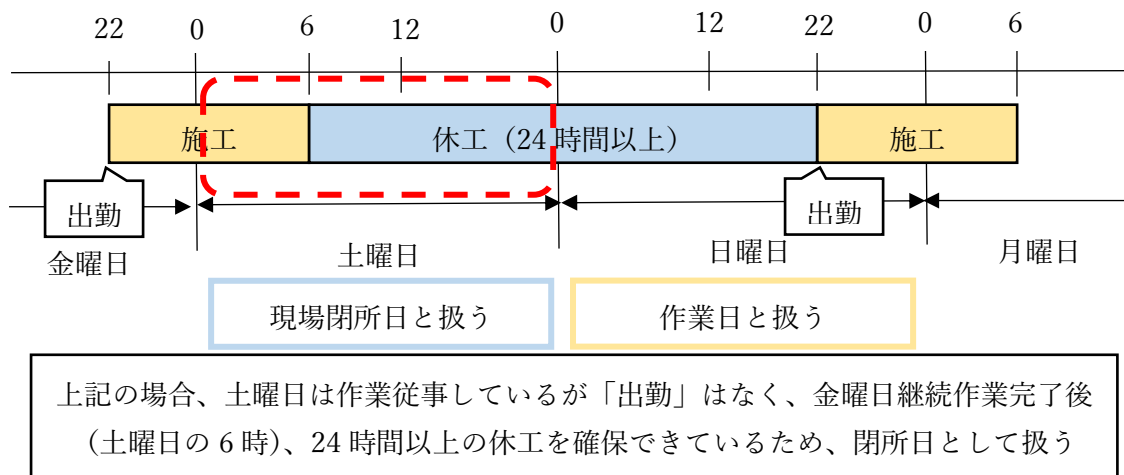 22 0 6 12 0 12 22 0 6
施工 休工（24 時間以上） 施工
出勤 出勤
金曜日 土曜日 日曜日 月曜日
現場閉所日と扱う 作業日と扱う
上記の場合、土曜日は作業従事しているが「出勤」はなく、金曜日継続作業完了後
（土曜日の 6 時）、24 時間以上の休工を確保できているため、閉所日として扱う